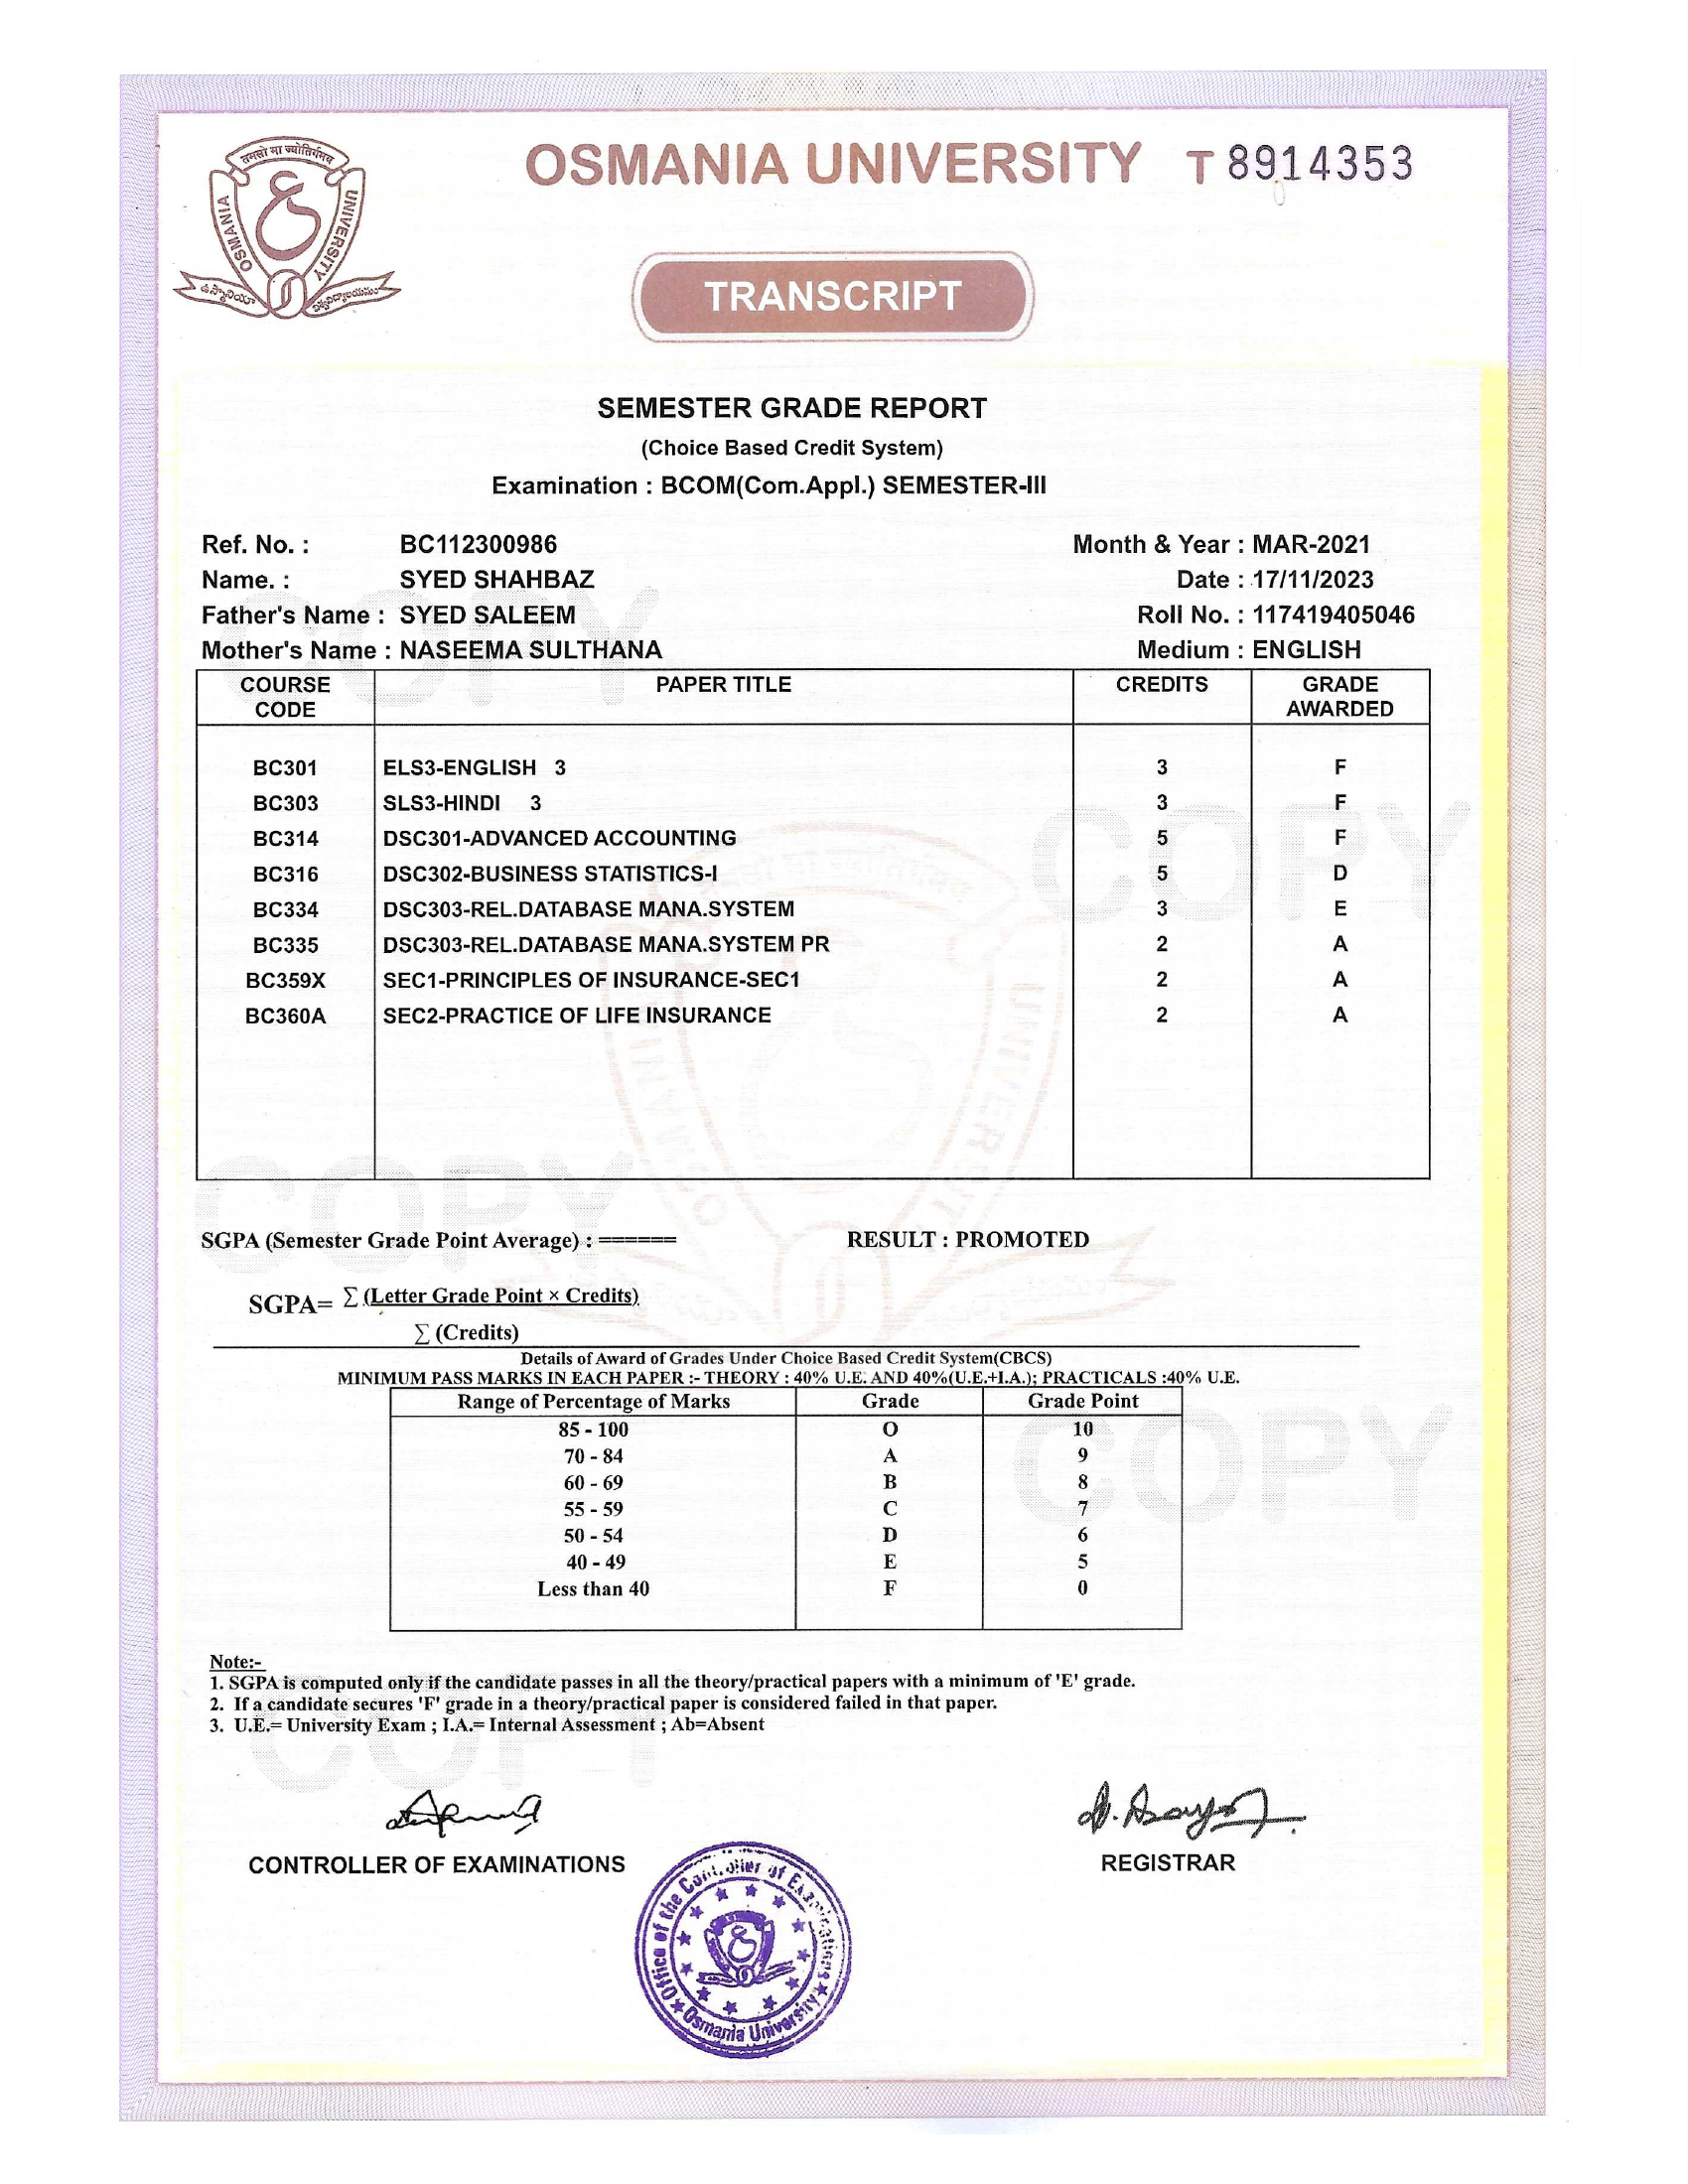 तमसो मा ज्योतिर्गमय
OSMANIA UNIVERSITY
OSMANIA UNIVERSITY T 8914353
TRANSCRIPT
SEMESTER GRADE REPORT
(Choice Based Credit System)
Examination : BCOM(Com.Appl.) SEMESTER-III
Ref. No. : BC112300986 Month & Year : MAR-2021
Name. : SYED SHAHBAZ Date : 17/11/2023
Father's Name : SYED SALEEM Roll No. : 117419405046
Mother's Name : NASEEMA SULTHANA Medium : ENGLISH
COURSE CODE PAPER TITLE CREDITS GRADE AWARDED
BC301 ELS3-ENGLISH 3 3 F
BC303 SLS3-HINDI 3 3 F
BC314 DSC301-ADVANCED ACCOUNTING 5 F
BC316 DSC302-BUSINESS STATISTICS-I 5 D
BC334 DSC303-REL.DATABASE MANA.SYSTEM 3 E
BC335 DSC303-REL.DATABASE MANA.SYSTEM PR 2 A
BC359X SEC1-PRINCIPLES OF INSURANCE-SEC1 2 A
BC360A SEC2-PRACTICE OF LIFE INSURANCE 2 A
COPY
COPY
COPY
SGPA (Semester Grade Point Average) : ====== RESULT : PROMOTED
SGPA= Σ (Letter Grade Point × Credits)
Σ (Credits)
Details of Award of Grades Under Choice Based Credit System(CBCS)
MINIMUM PASS MARKS IN EACH PAPER :- THEORY : 40% U.E. AND 40%(U.E.+I.A.); PRACTICALS :40% U.E.
Range of Percentage of Marks Grade Grade Point
85 - 100 O 10
70 - 84 A 9
60 - 69 B 8
55 - 59 C 7
50 - 54 D 6
40 - 49 E 5
Less than 40 F 0
COPY
Note:-
1. SGPA is computed only if the candidate passes in all the theory/practical papers with a minimum of 'E' grade.
2. If a candidate secures 'F' grade in a theory/practical paper is considered failed in that paper.
3. U.E.= University Exam ; I.A.= Internal Assessment ; Ab=Absent
COPY
CONTROLLER OF EXAMINATIONS REGISTRAR
Office of the Controller of Examinations
Osmania University